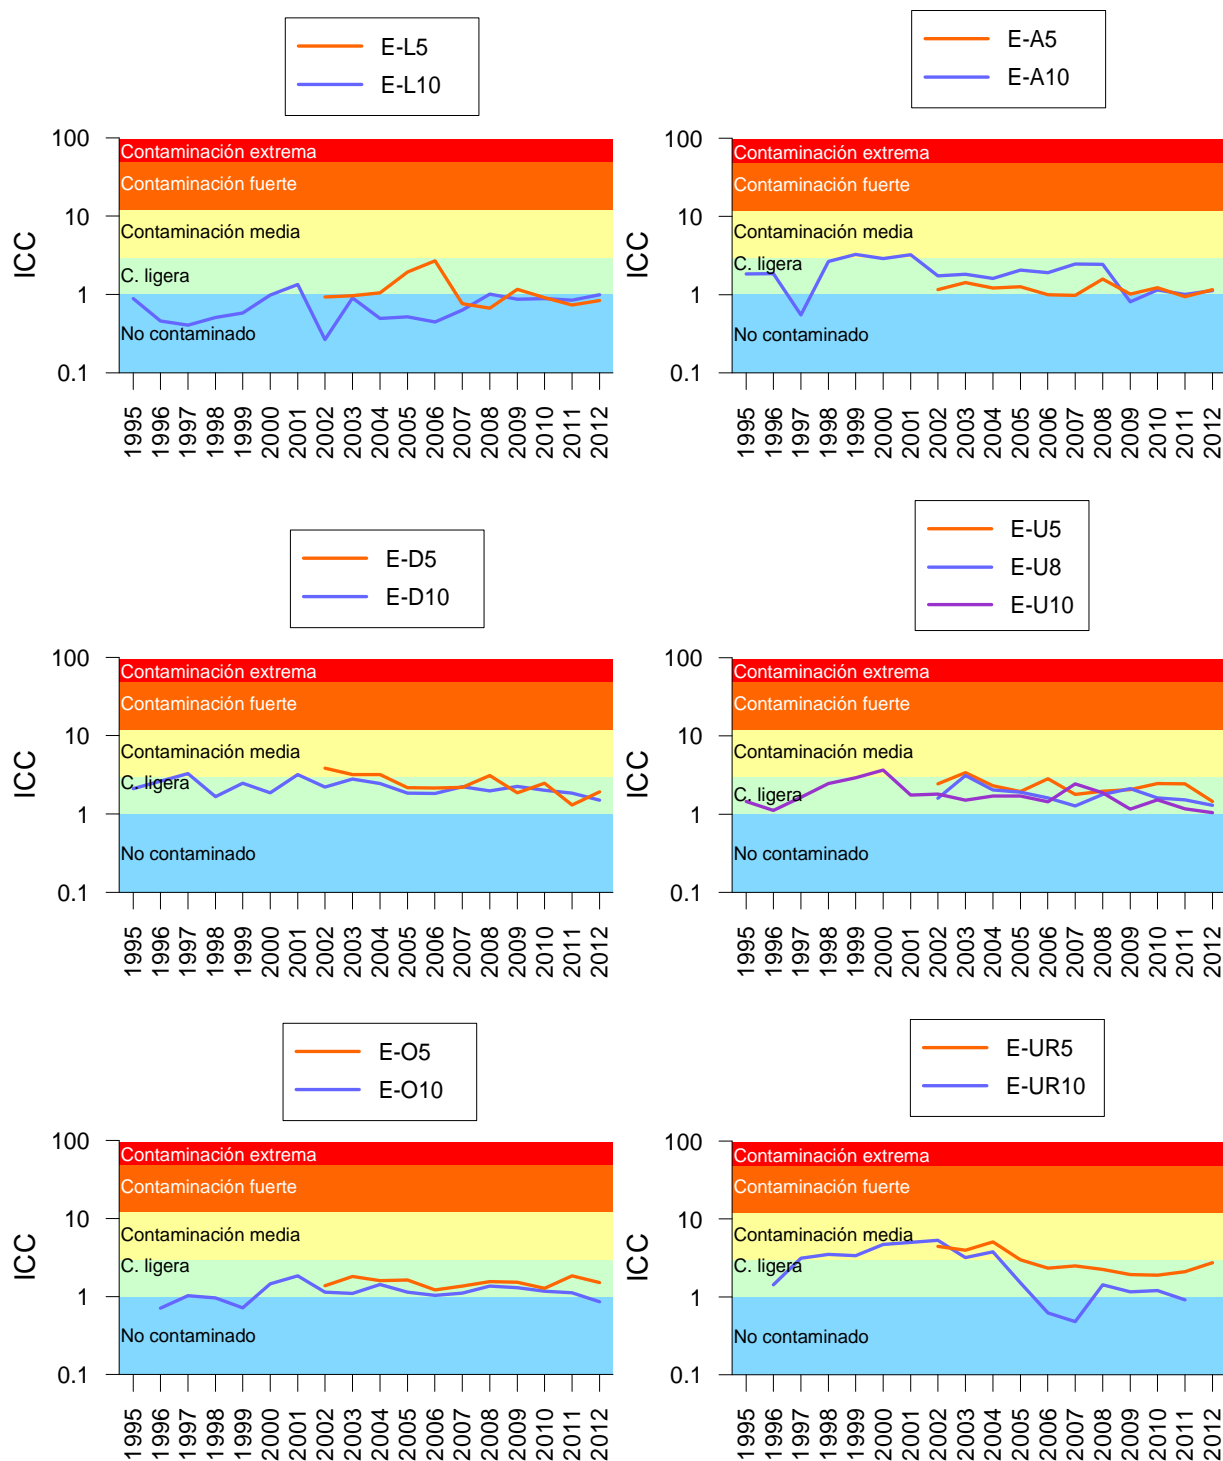 E-L5
E-L10
100
10
1
0.1
ICC
Contaminación extrema
Contaminación fuerte
Contaminación media
C. ligera
No contaminado
1995 1996 1997 1998 1999 2000 2001 2002 2003 2004 2005 2006 2007 2008 2009 2010 2011 2012
E-A5
E-A10
100
10
1
0.1
ICC
Contaminación extrema
Contaminación fuerte
Contaminación media
C. ligera
No contaminado
1995 1996 1997 1998 1999 2000 2001 2002 2003 2004 2005 2006 2007 2008 2009 2010 2011 2012
E-D5
E-D10
100
10
1
0.1
ICC
Contaminación extrema
Contaminación fuerte
Contaminación media
C. ligera
No contaminado
1995 1996 1997 1998 1999 2000 2001 2002 2003 2004 2005 2006 2007 2008 2009 2010 2011 2012
E-U5
E-U8
E-U10
100
10
1
0.1
ICC
Contaminación extrema
Contaminación fuerte
Contaminación media
C. ligera
No contaminado
1995 1996 1997 1998 1999 2000 2001 2002 2003 2004 2005 2006 2007 2008 2009 2010 2011 2012
E-O5
E-O10
100
10
1
0.1
ICC
Contaminación extrema
Contaminación fuerte
Contaminación media
C. ligera
No contaminado
1995 1996 1997 1998 1999 2000 2001 2002 2003 2004 2005 2006 2007 2008 2009 2010 2011 2012
E-UR5
E-UR10
100
10
1
0.1
ICC
Contaminación extrema
Contaminación fuerte
Contaminación media
C. ligera
No contaminado
1995 1996 1997 1998 1999 2000 2001 2002 2003 2004 2005 2006 2007 2008 2009 2010 2011 2012